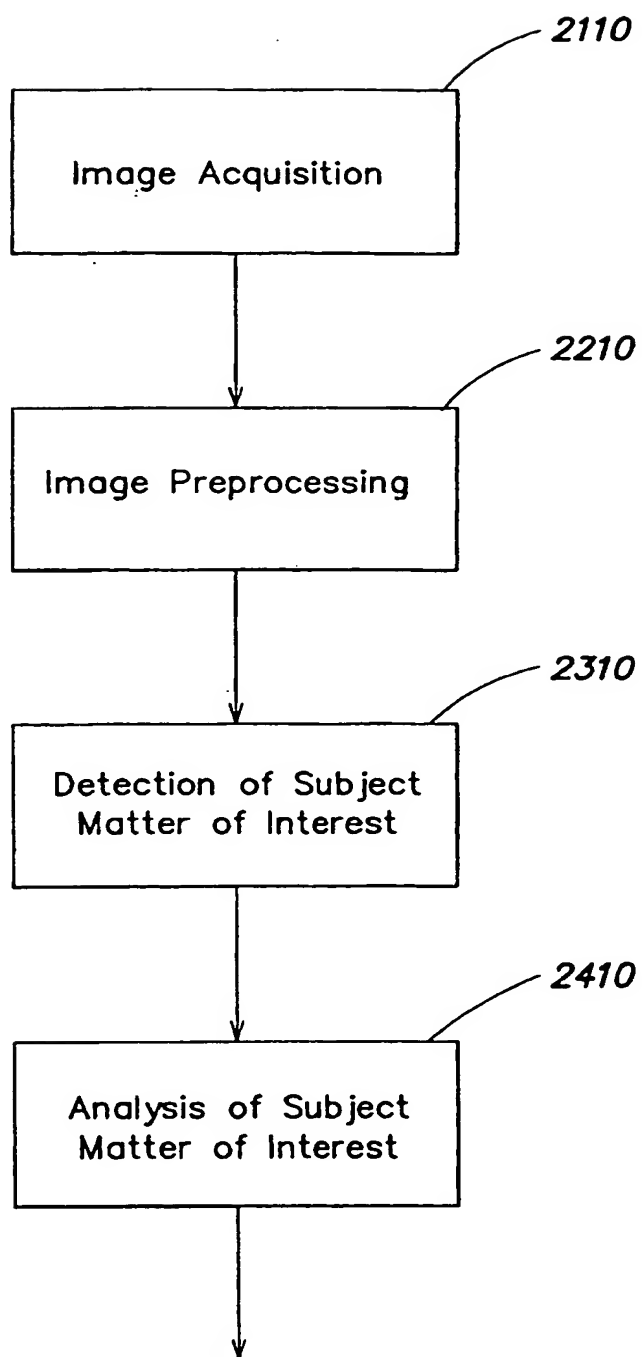 2110
Image Acquisition
2210
Image Preprocessing
2310
Detection of Subject
Matter of Interest
2410
Analysis of Subject
Matter of Interest